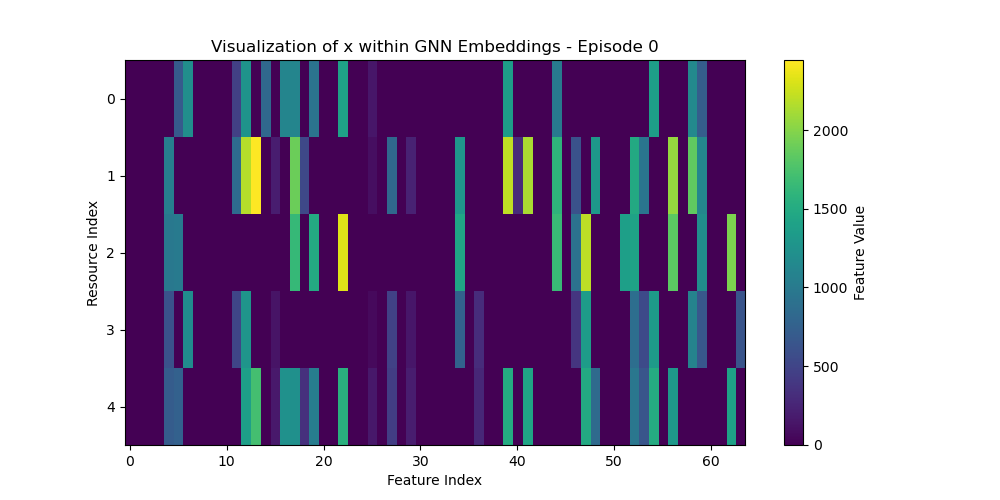 Visualization of x within GNN Embeddings - Episode 0
Resource Index
0
1
2
3
4
0 10 20 30 40 50 60
Feature Index
2000
1500
1000
500
0
Feature Value